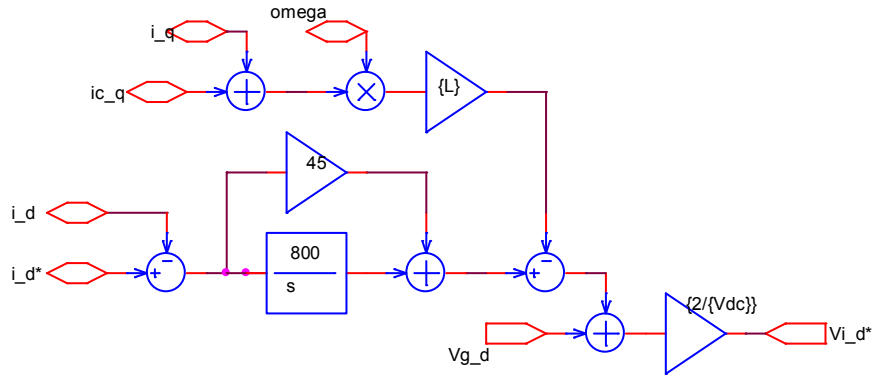 omega
i_q
ic_q
{L}
45
i_d
i_d*
800
s
{2/{Vdc}}
Vg_d
Vi_d*